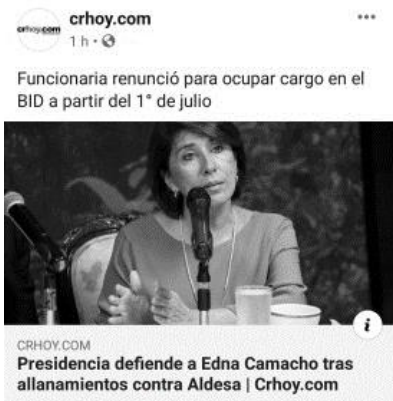 crhoy.com
crhoy.com
1 h ·
Funcionaria renunció para ocupar cargo en el
BID a partir del 1° de julio
i
CRHOY.COM
Presidencia defiende a Edna Camacho tras
allanamientos contra Aldesa | Crhoy.com